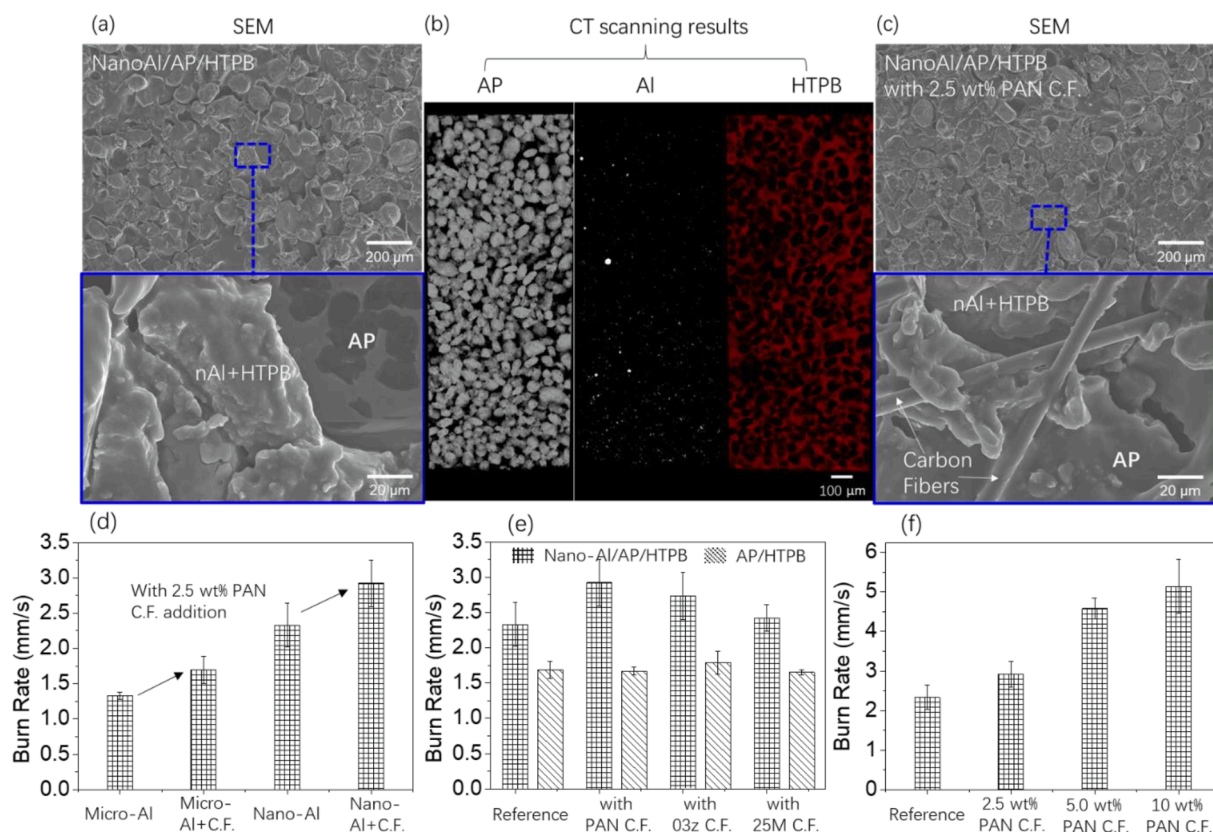 (a)
SEM
NanoAl/AP/HTPB
200 μm
nAl+HTPB
AP
20 μm
(b)
CT scanning results
AP
Al
HTPB
100 μm
(c)
SEM
NanoAl/AP/HTPB
with 2.5 wt% PAN C.F.
200 μm
nAl+HTPB
Carbon
Fibers
AP
20 μm
(d)
Burn Rate (mm/s)
3.5
3.0
2.5
2.0
1.5
1.0
0.5
0.0
With 2.5 wt% PAN
C.F. addition
Micro-Al
Micro-
Al+C.F.
Nano-Al
Nano-
Al+C.F.
(e)
Burn Rate (mm/s)
3.5
3.0
2.5
2.0
1.5
1.0
0.5
0.0
Nano-Al/AP/HTPB
AP/HTPB
Reference
with
PAN C.F.
with
03z C.F.
with
25M C.F.
(f)
Burn Rate (mm/s)
6
5
4
3
2
1
0
Reference
2.5 wt%
PAN C.F.
5.0 wt%
PAN C.F.
10 wt%
PAN C.F.